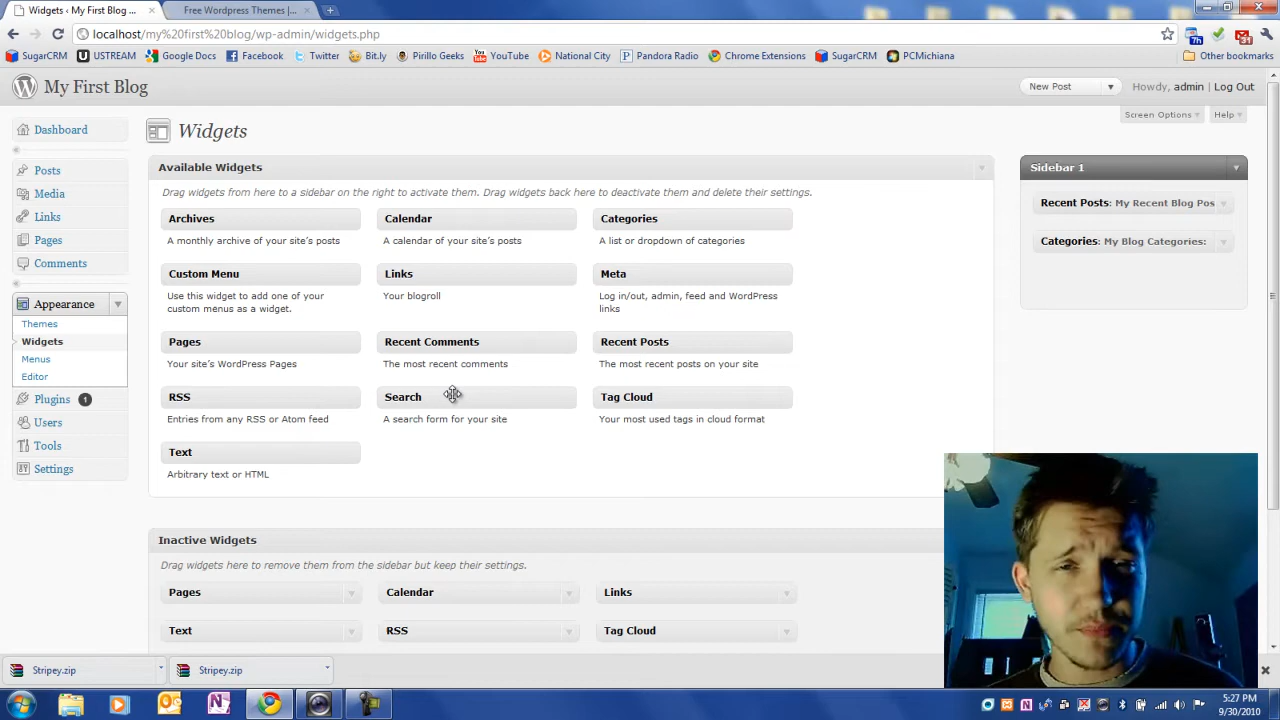 Widgets ‹ My First Blog ...
Free Wordpress Themes |...
localhost/my%20first%20blog/wp-admin/widgets.php
7h
31
SugarCRM
USTREAM
Google Docs
Facebook
Twitter
Bit.ly
Pirillo Geeks
YouTube
National City
Pandora Radio
Chrome Extensions
SugarCRM
PCMichiana
Other bookmarks
My First Blog
New Post
Howdy, admin | Log Out
Screen Options
Help
Dashboard
Posts
Media
Links
Pages
Comments
Appearance
Themes
Widgets
Menus
Editor
Plugins 1
Users
Tools
Settings
Widgets
Available Widgets
Drag widgets from here to a sidebar on the right to activate them. Drag widgets back here to deactivate them and delete their settings.
Archives
A monthly archive of your site's posts
Calendar
A calendar of your site's posts
Categories
A list or dropdown of categories
Custom Menu
Use this widget to add one of your
custom menus as a widget.
Links
Your blogroll
Meta
Log in/out, admin, feed and WordPress
links
Pages
Your site's WordPress Pages
Recent Comments
The most recent comments
Recent Posts
The most recent posts on your site
RSS
Entries from any RSS or Atom feed
Search
A search form for your site
Tag Cloud
Your most used tags in cloud format
Text
Arbitrary text or HTML
Sidebar 1
Recent Posts: My Recent Blog Pos
Categories: My Blog Categories:
Inactive Widgets
Drag widgets here to remove them from the sidebar but keep their settings.
Pages
Calendar
Links
Text
RSS
Tag Cloud
Stripey.zip
Stripey.zip
5:27 PM
9/30/2010